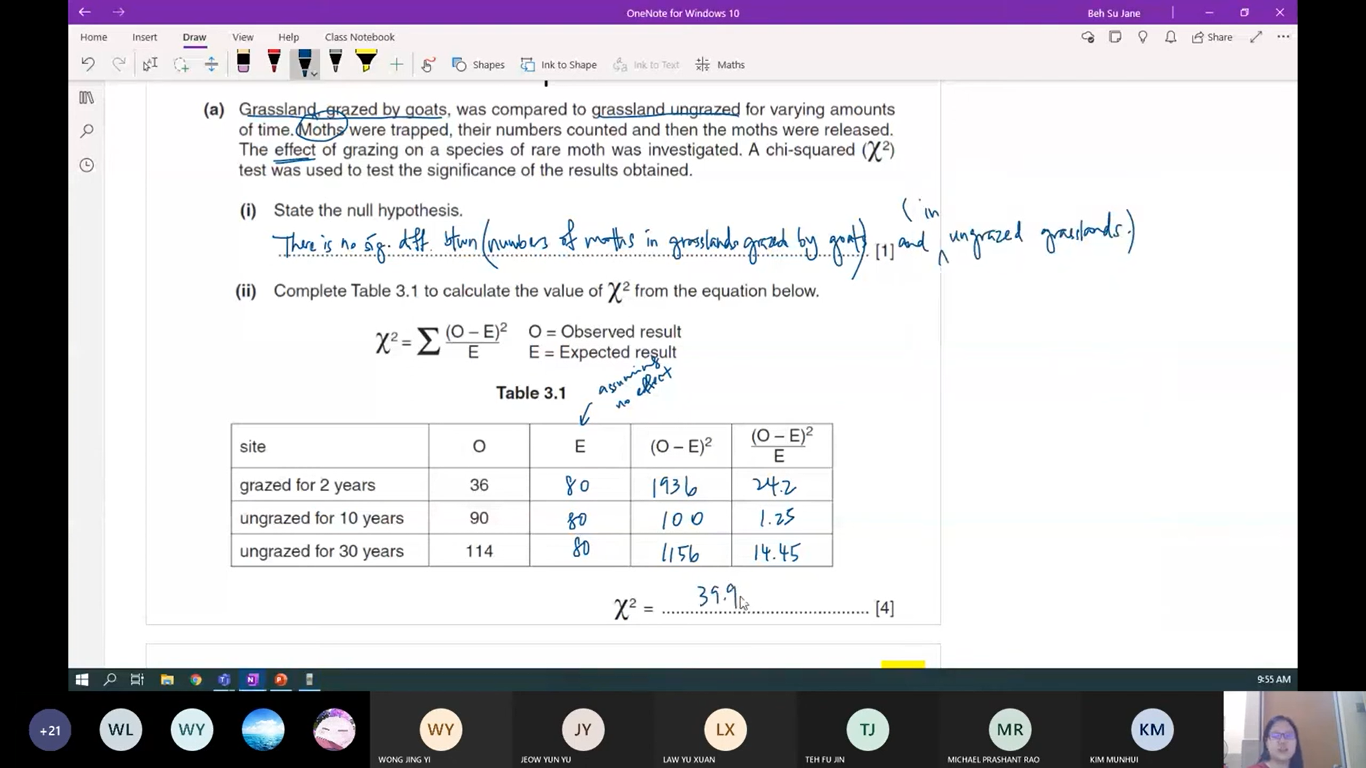 OneNote for Windows 10
Beh Su Jane
Home Insert Draw View Help Class Notebook
Share
Shapes Ink to Shape Ink to Text Maths
(a) Grassland, grazed by goats, was compared to grassland ungrazed for varying amounts
of time. Moths were trapped, their numbers counted and then the moths were released.
The effect of grazing on a species of rare moth was investigated. A chi-squared (χ²)
test was used to test the significance of the results obtained.
(i) State the null hypothesis.
There is no sig. diff. btwn (numbers of moths in grasslands grazed by goats) [1] and (in ungrazed grasslands.)
(ii) Complete Table 3.1 to calculate the value of χ² from the equation below.
χ² = ∑ (O – E)² / E O = Observed result
E = Expected result
assuming
no effect
Table 3.1
site O E (O – E)² (O – E)² / E
grazed for 2 years 36 80 1936 24.2
ungrazed for 10 years 90 80 100 1.25
ungrazed for 30 years 114 80 1156 14.45
χ² = 39.9 [4]
9:55 AM
+21 WL WY WY JY LX TJ MR KM
WONG JING YI JEOW YUN YU LAW YU XUAN TEH FU JIN MICHAEL PRASHANT RAO KIM MUNHUI